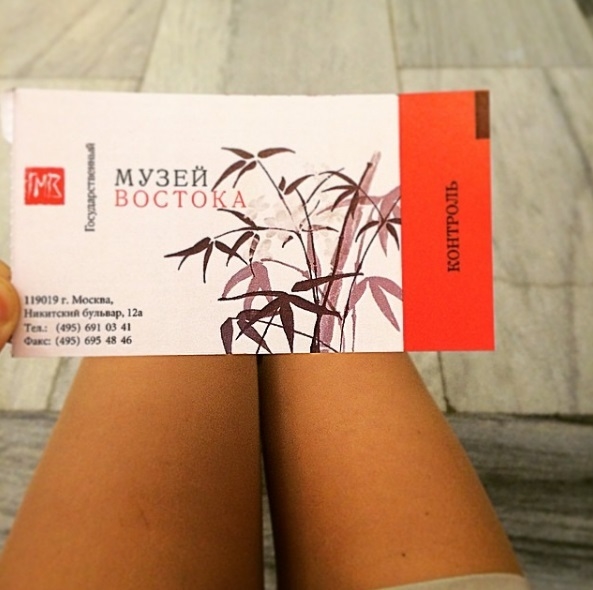 ГМВ
Государственный
МУЗЕЙ
ВОСТОКА
119019 г. Москва,
Никитский бульвар, 12а
Тел.: (495) 691 03 41
Факс: (495) 695 48 46
КОНТРОЛЬ